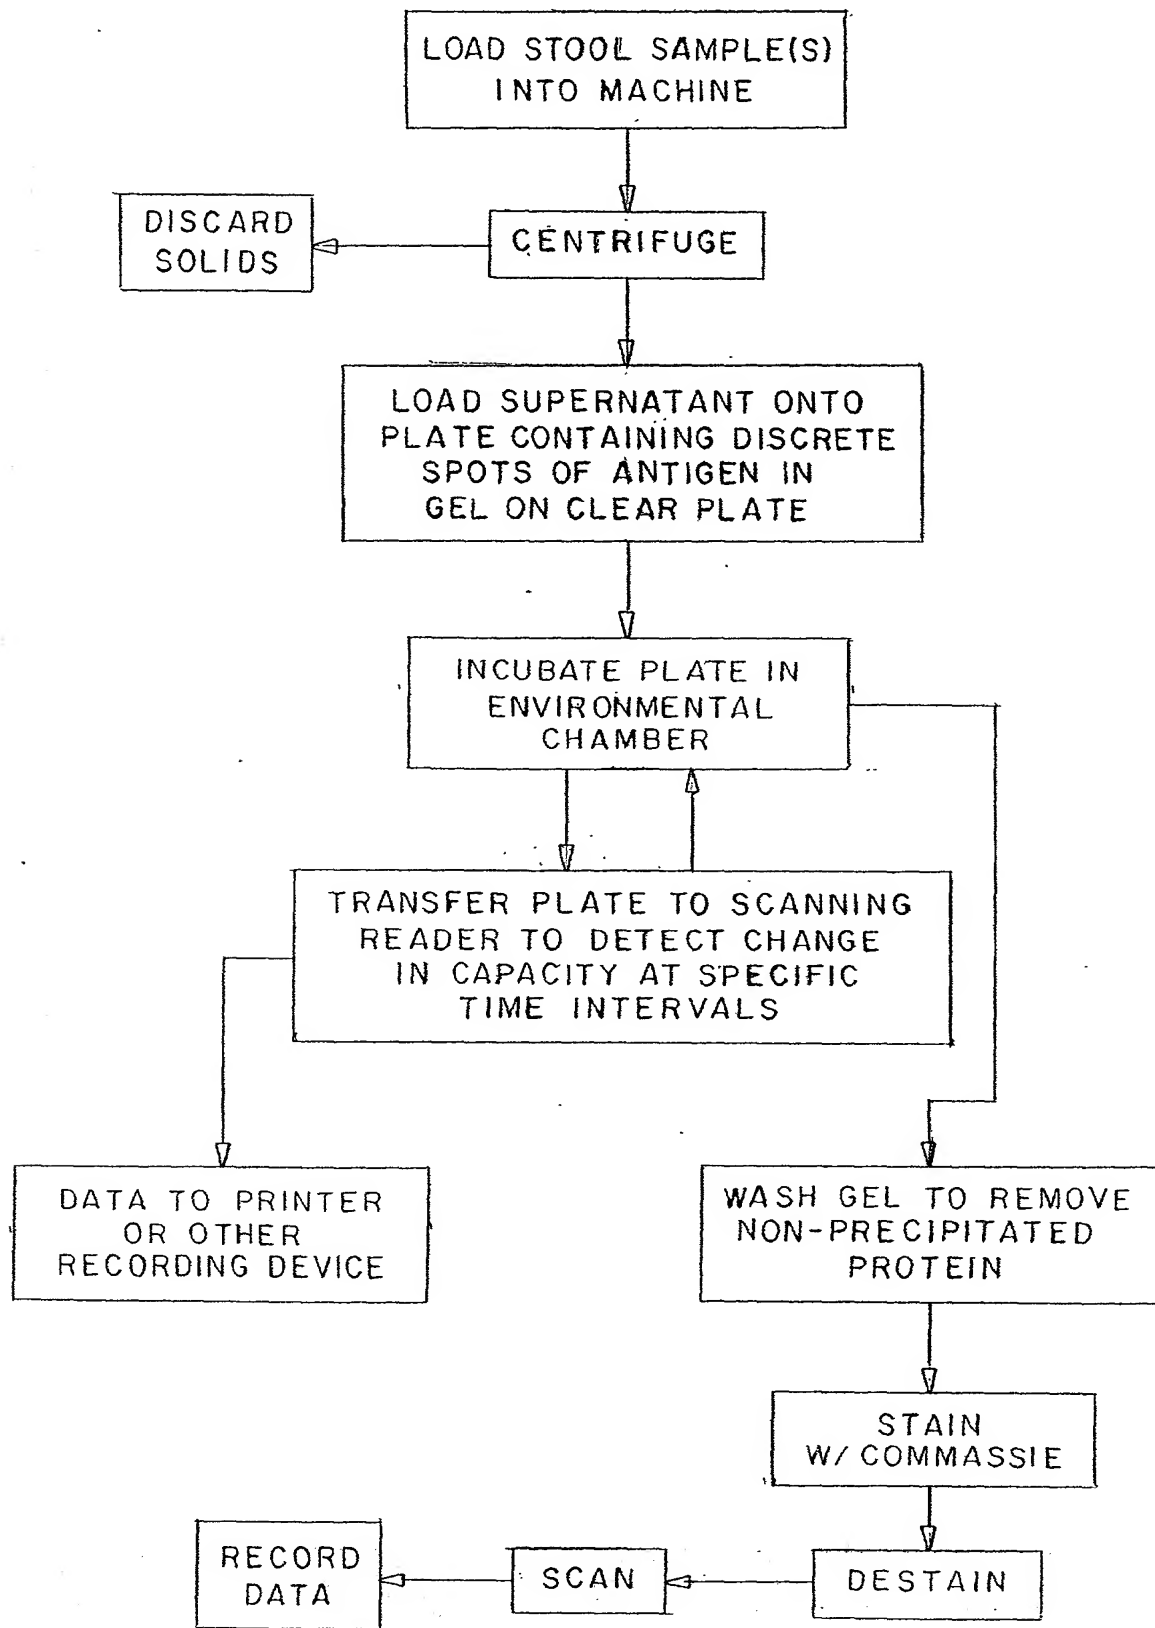 LOAD STOOL SAMPLE(S)
INTO MACHINE
DISCARD
SOLIDS
CENTRIFUGE
LOAD SUPERNATANT ONTO
PLATE CONTAINING DISCRETE
SPOTS OF ANTIGEN IN
GEL ON CLEAR PLATE
INCUBATE PLATE IN
ENVIRONMENTAL
CHAMBER
TRANSFER PLATE TO SCANNING
READER TO DETECT CHANGE
IN CAPACITY AT SPECIFIC
TIME INTERVALS
DATA TO PRINTER
OR OTHER
RECORDING DEVICE
WASH GEL TO REMOVE
NON-PRECIPITATED
PROTEIN
STAIN
W/ COMMASSIE
DESTAIN
SCAN
RECORD
DATA